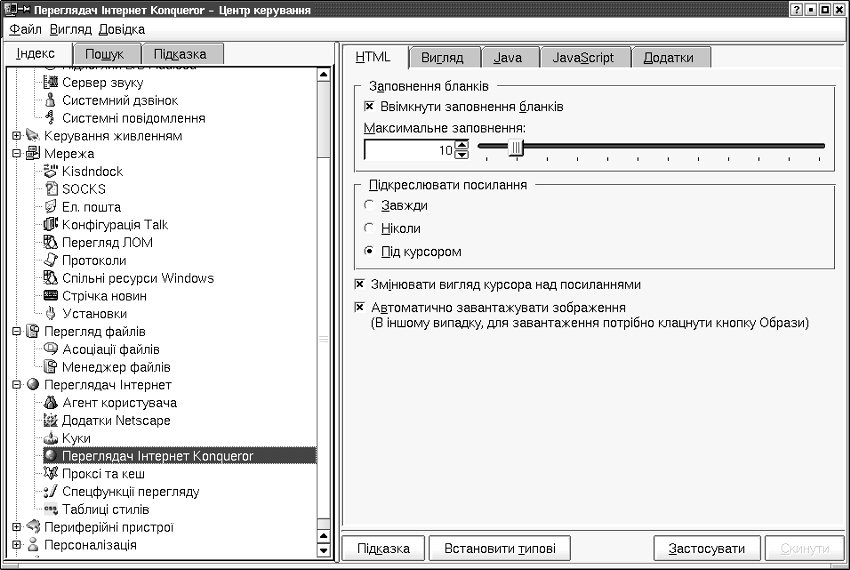 Переглядач Інтернет Konqueror – Центр керування
Файл Вигляд Довідка
Індекс Пошук Підказка
Сервер звуку
Системний дзвінок
Системні повідомлення
Керування живленням
Мережа
Kisdndock
SOCKS
Ел. пошта
Конфігурація Talk
Перегляд ЛОМ
Протоколи
Спільні ресурси Windows
Стрічка новин
Установки
Перегляд файлів
Асоціації файлів
Менеджер файлів
Переглядач Інтернет
Агент користувача
Додатки Netscape
Куки
Переглядач Інтернет Konqueror
Проксі та кеш
Спецфункції перегляду
Таблиці стилів
Периферійні пристрої
Персоналізація
HTML Вигляд Java JavaScript Додатки
Заповнення бланків
Ввімкнути заповнення бланків
Максимальне заповнення:
10
Підкреслювати посилання
Завжди
Ніколи
Під курсором
Змінювати вигляд курсора над посиланнями
Автоматично завантажувати зображення
(В іншому випадку, для завантаження потрібно клацнути кнопку Образи)
Підказка Встановити типові Застосувати Скинути